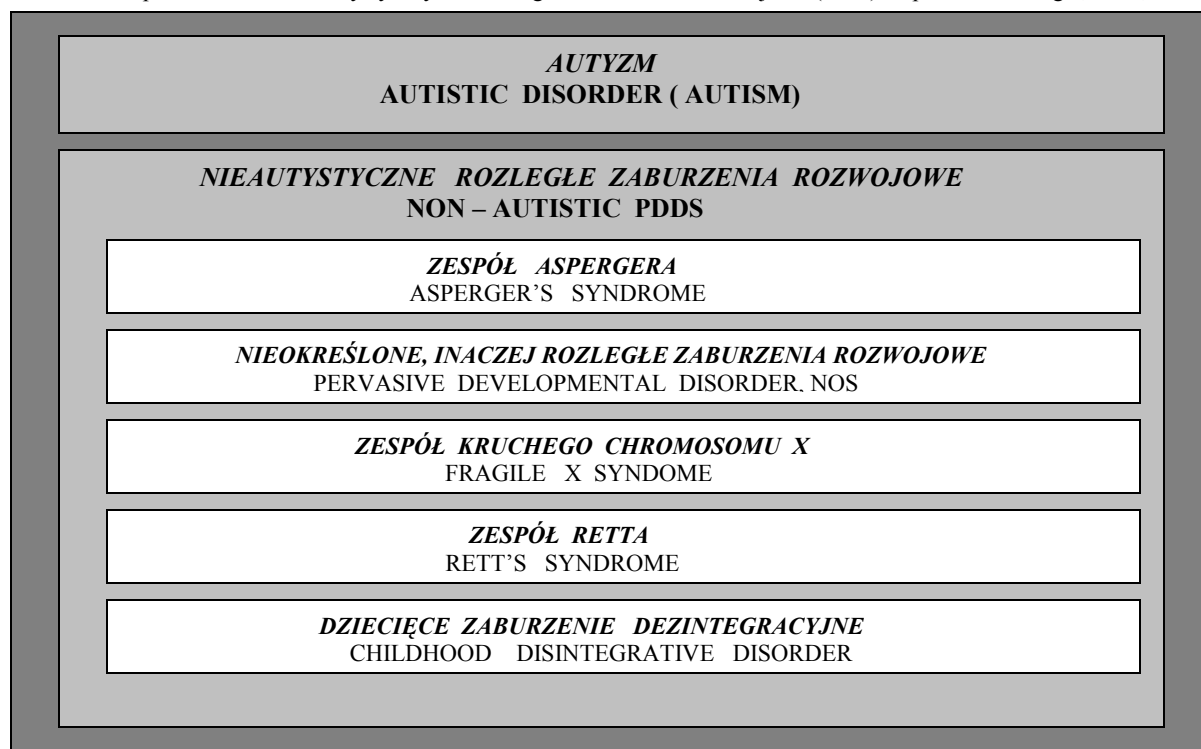 AUTYZM
AUTISTIC DISORDER ( AUTISM)
NIEAUTYSTYCZNE ROZLEGŁE ZABURZENIA ROZWOJOWE
NON – AUTISTIC PDDS
ZESPÓŁ ASPERGERA
ASPERGER'S SYNDROME
NIEOKREŚLONE, INACZEJ ROZLEGŁE ZABURZENIA ROZWOJOWE
PERVASIVE DEVELOPMENTAL DISORDER, NOS
ZESPÓŁ KRUCHEGO CHROMOSOMU X
FRAGILE X SYNDOME
ZESPÓŁ RETTA
RETT'S SYNDROME
DZIECIĘCE ZABURZENIE DEZINTEGRACYJNE
CHILDHOOD DISINTEGRATIVE DISORDER